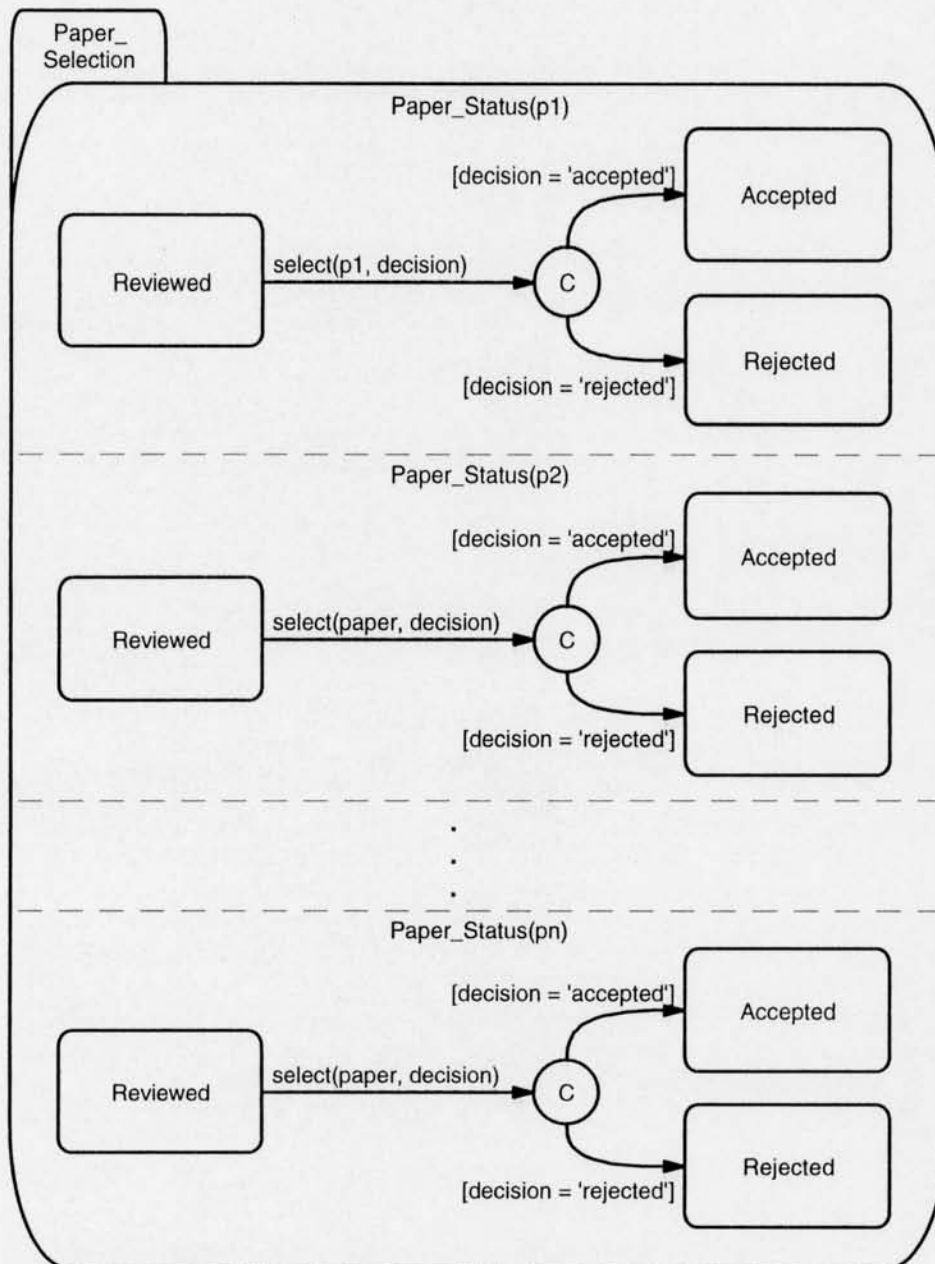 Paper_
Selection
Paper_Status(p1)
[decision = 'accepted']
Accepted
Reviewed
select(p1, decision)
C
Rejected
[decision = 'rejected']
Paper_Status(p2)
[decision = 'accepted']
Accepted
Reviewed
select(paper, decision)
C
Rejected
[decision = 'rejected']
.
.
.
Paper_Status(pn)
[decision = 'accepted']
Accepted
Reviewed
select(paper, decision)
C
Rejected
[decision = 'rejected']